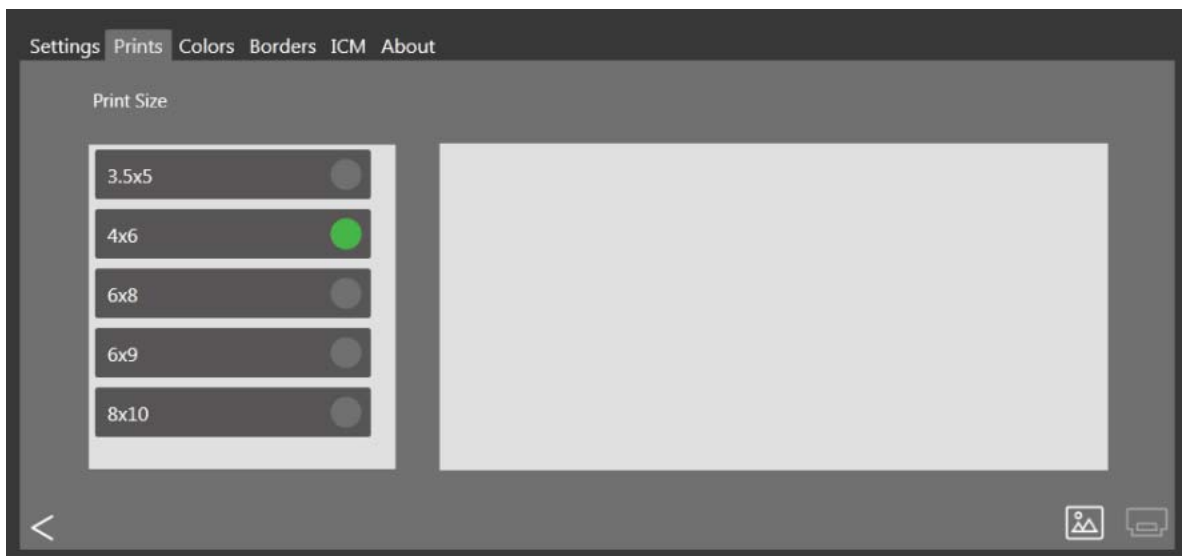 Settings Prints Colors Borders ICM About
Print Size
3.5x5
4x6
6x8
6x9
8x10